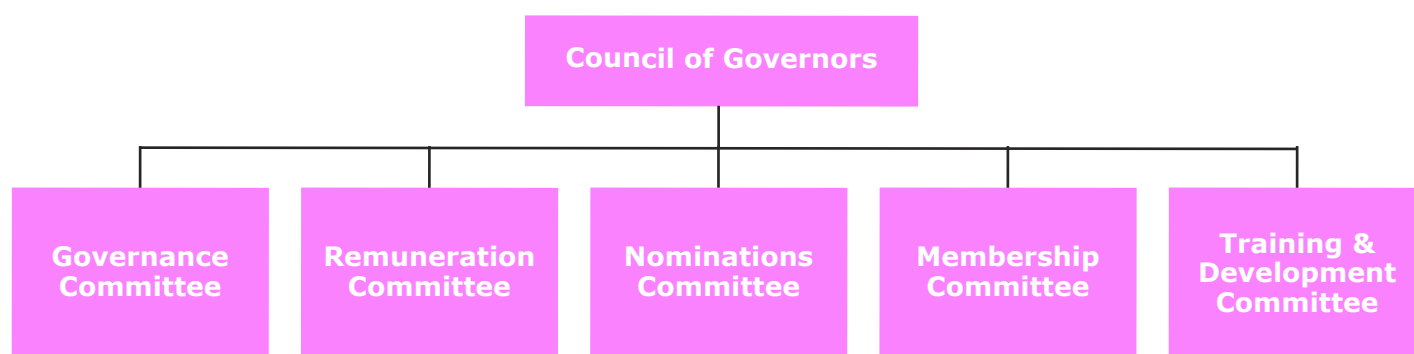 Council of Governors
Governance
Committee
Remuneration
Committee
Nominations
Committee
Membership
Committee
Training &
Development
Committee